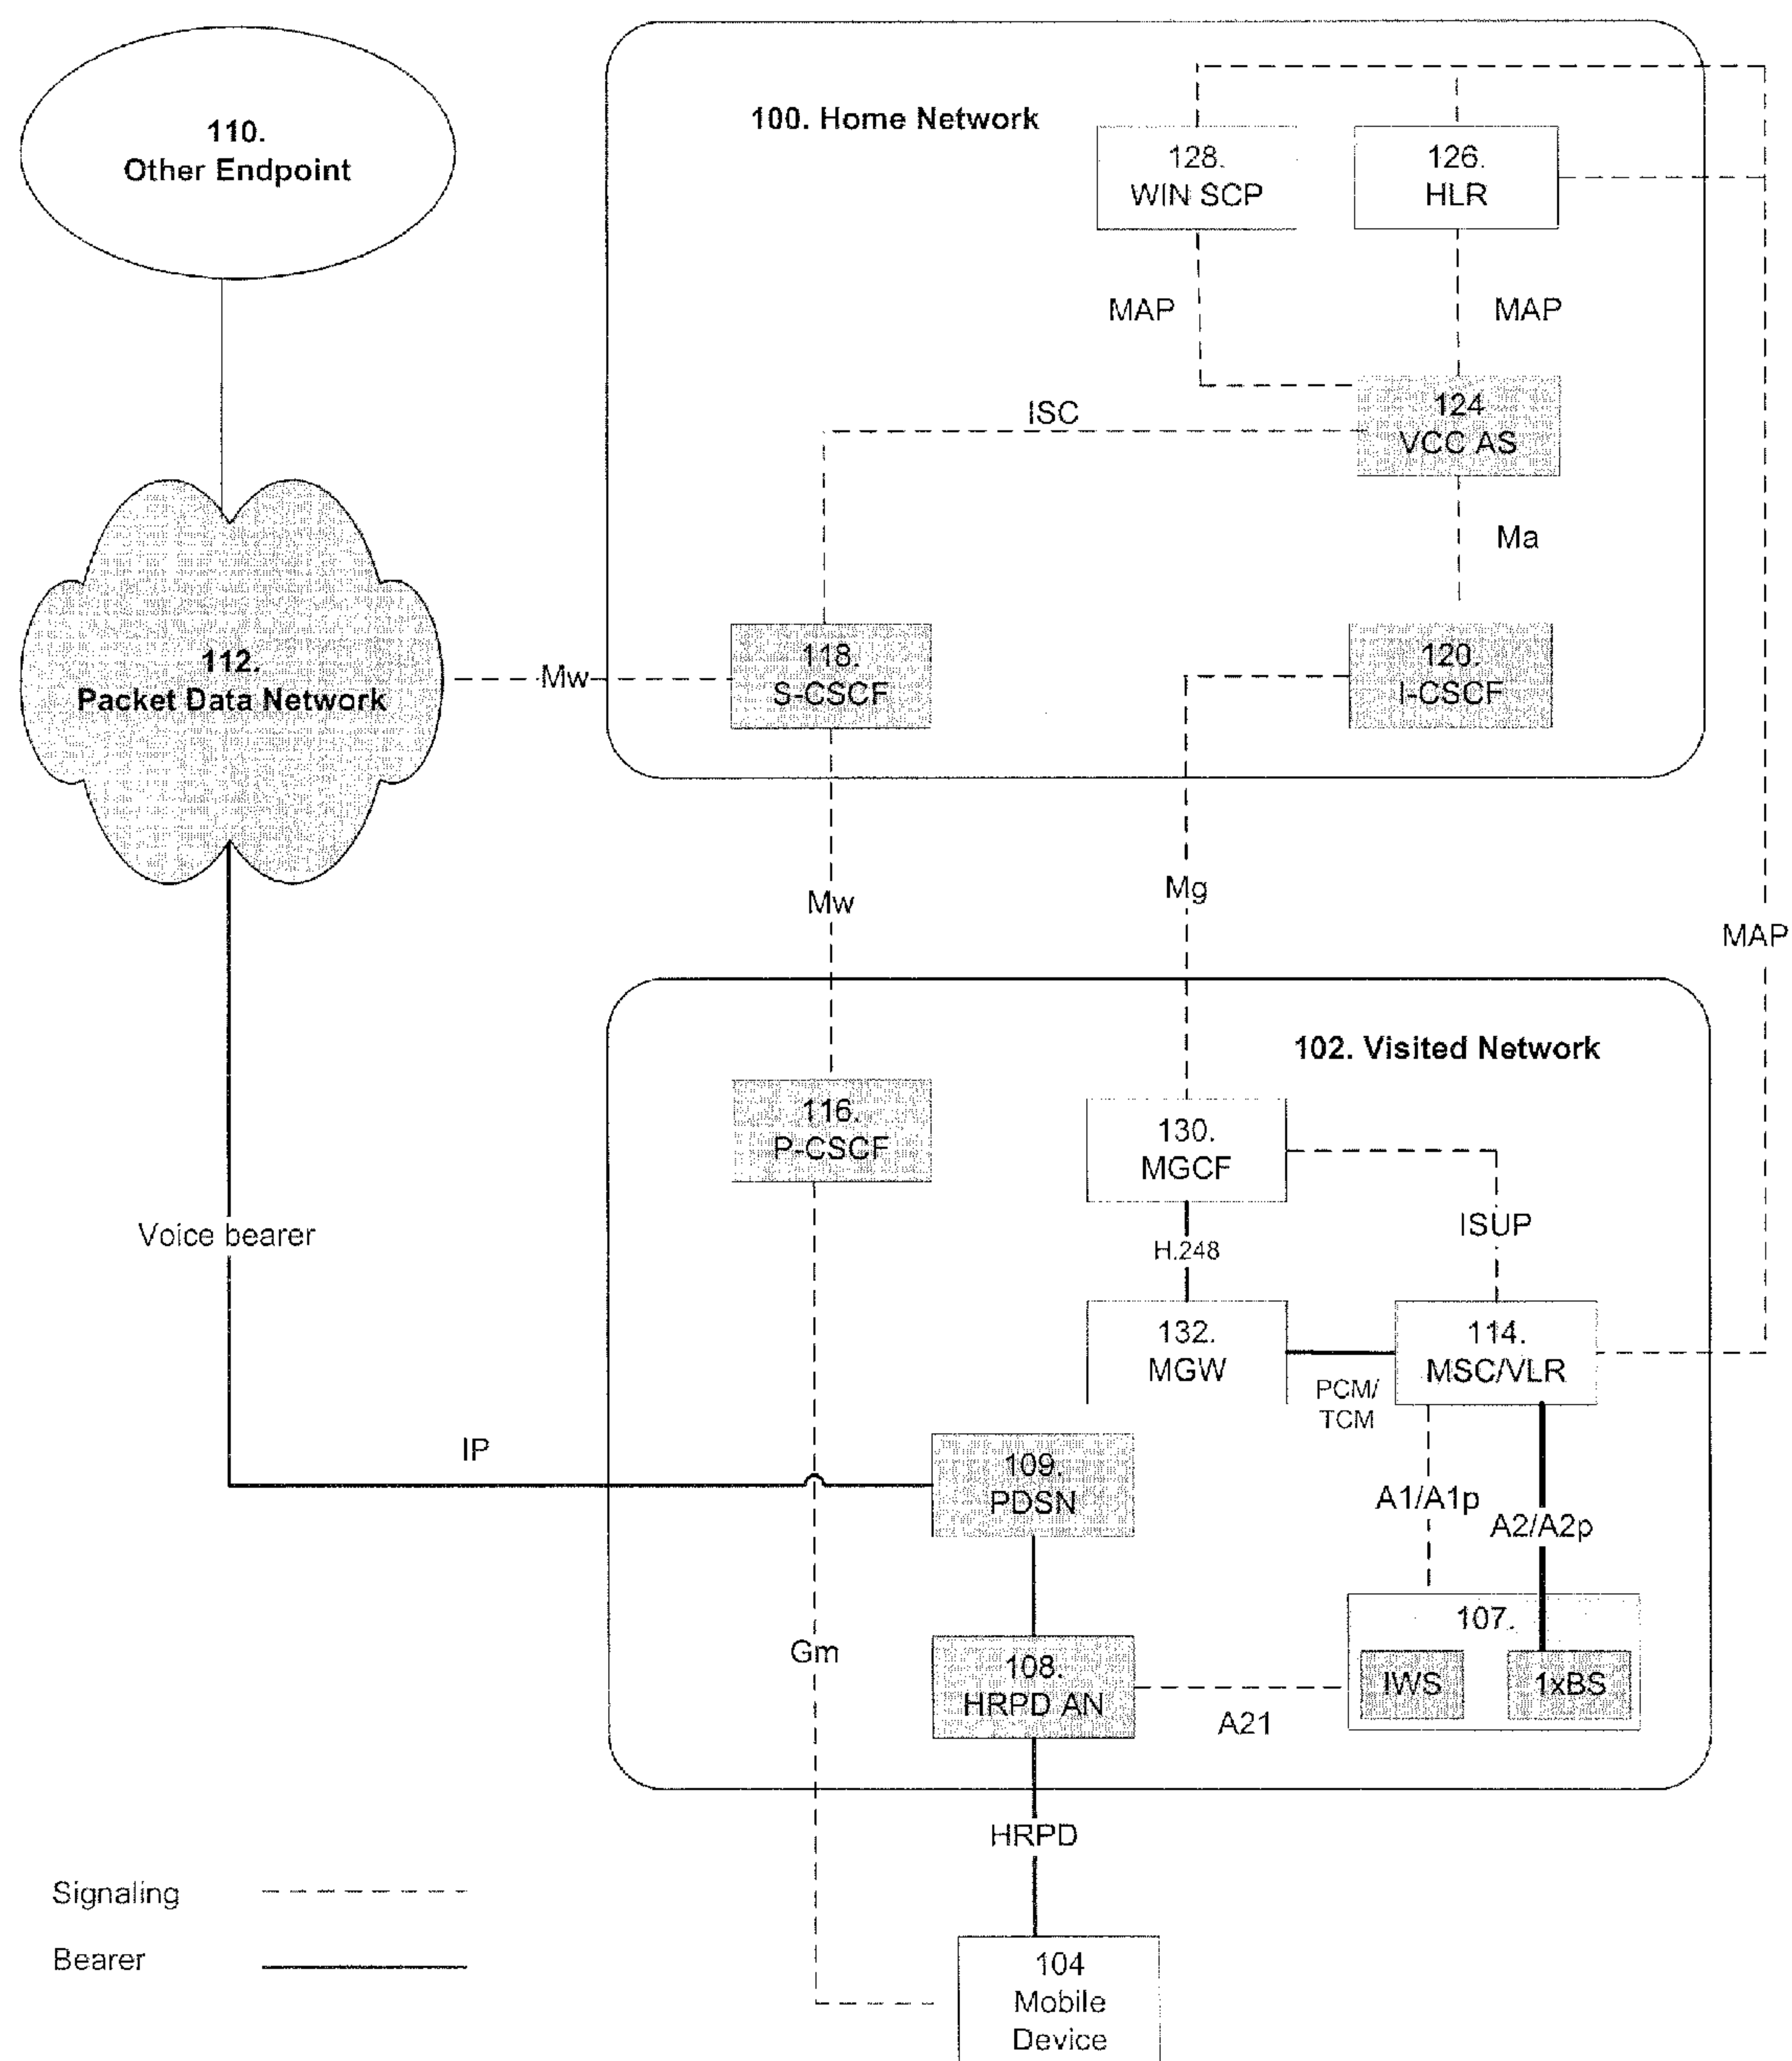 110.
Other Endpoint
100. Home Network
128.
WIN SCP
126.
HLR
MAP
MAP
124.
VCC AS
ISC
Ma
112.
Packet Data Network
Mw
118.
S-CSCF
120.
I-CSCF
Mw
Mg
MAP
102. Visited Network
116.
P-CSCF
130.
MGCF
Voice bearer
H.248
ISUP
132.
MGW
114.
MSC/VLR
PCM/
TCM
IP
109.
PDSN
A1/A1p
A2/A2p
107.
Gm
108.
HRPD AN
IWS
1xBS
A21
HRPD
Signaling
Bearer
104
Mobile
Device